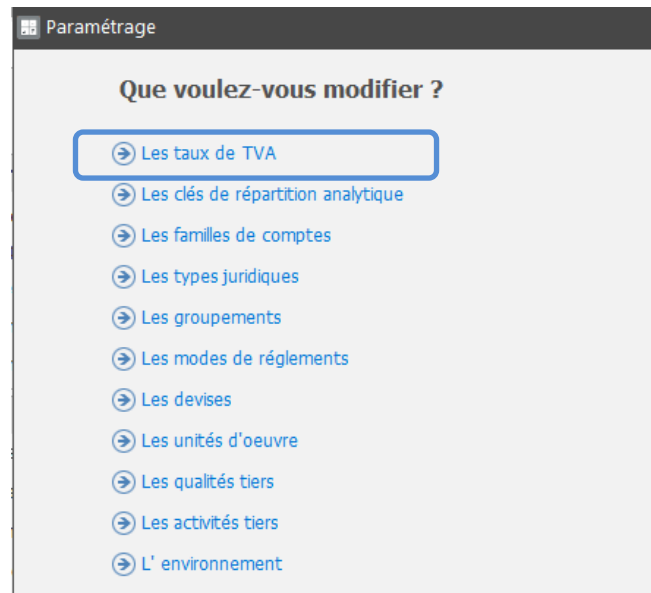 Paramétrage
Que voulez-vous modifier ?
Les taux de TVA
Les clés de répartition analytique
Les familles de comptes
Les types juridiques
Les groupements
Les modes de réglements
Les devises
Les unités d'oeuvre
Les qualités tiers
Les activités tiers
L' environnement